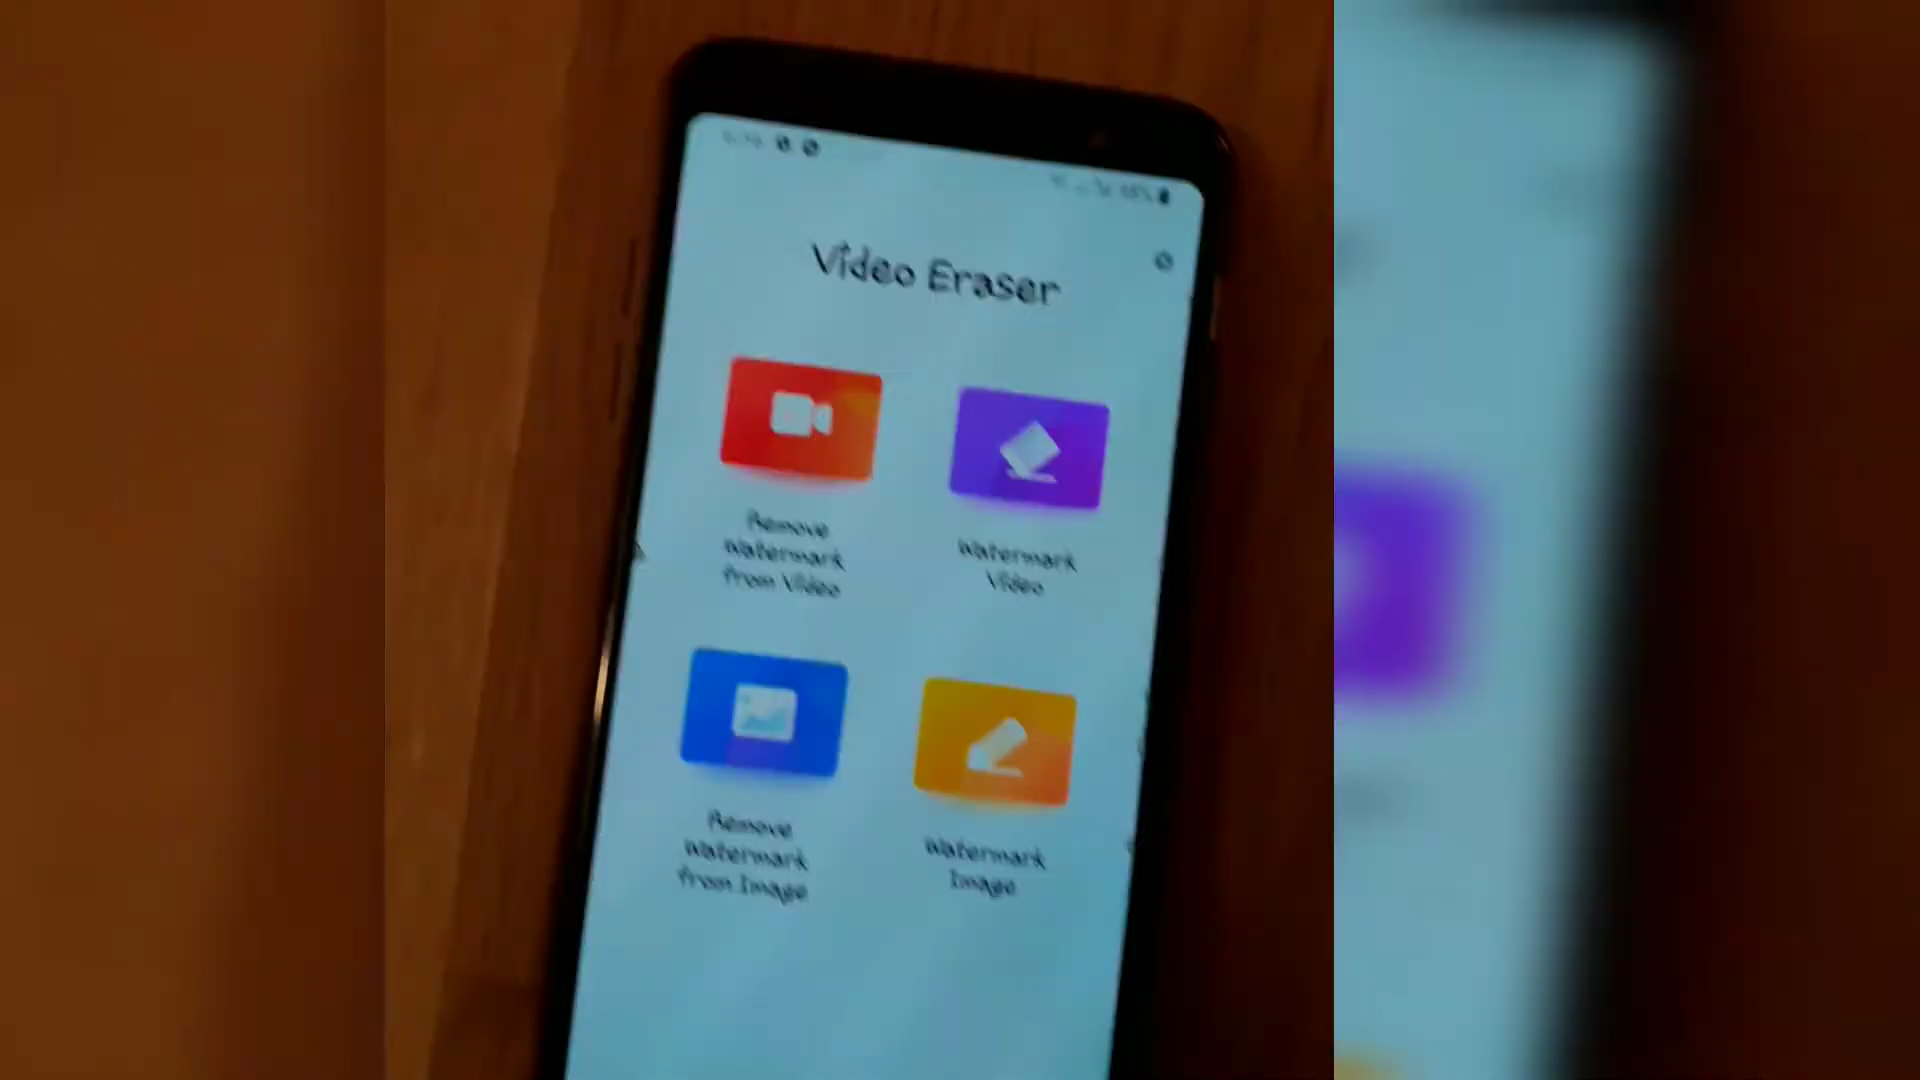 Video Eraser
Remove
Watermark
from Video
Watermark
Video
Remove
Watermark
from Image
Watermark
Image